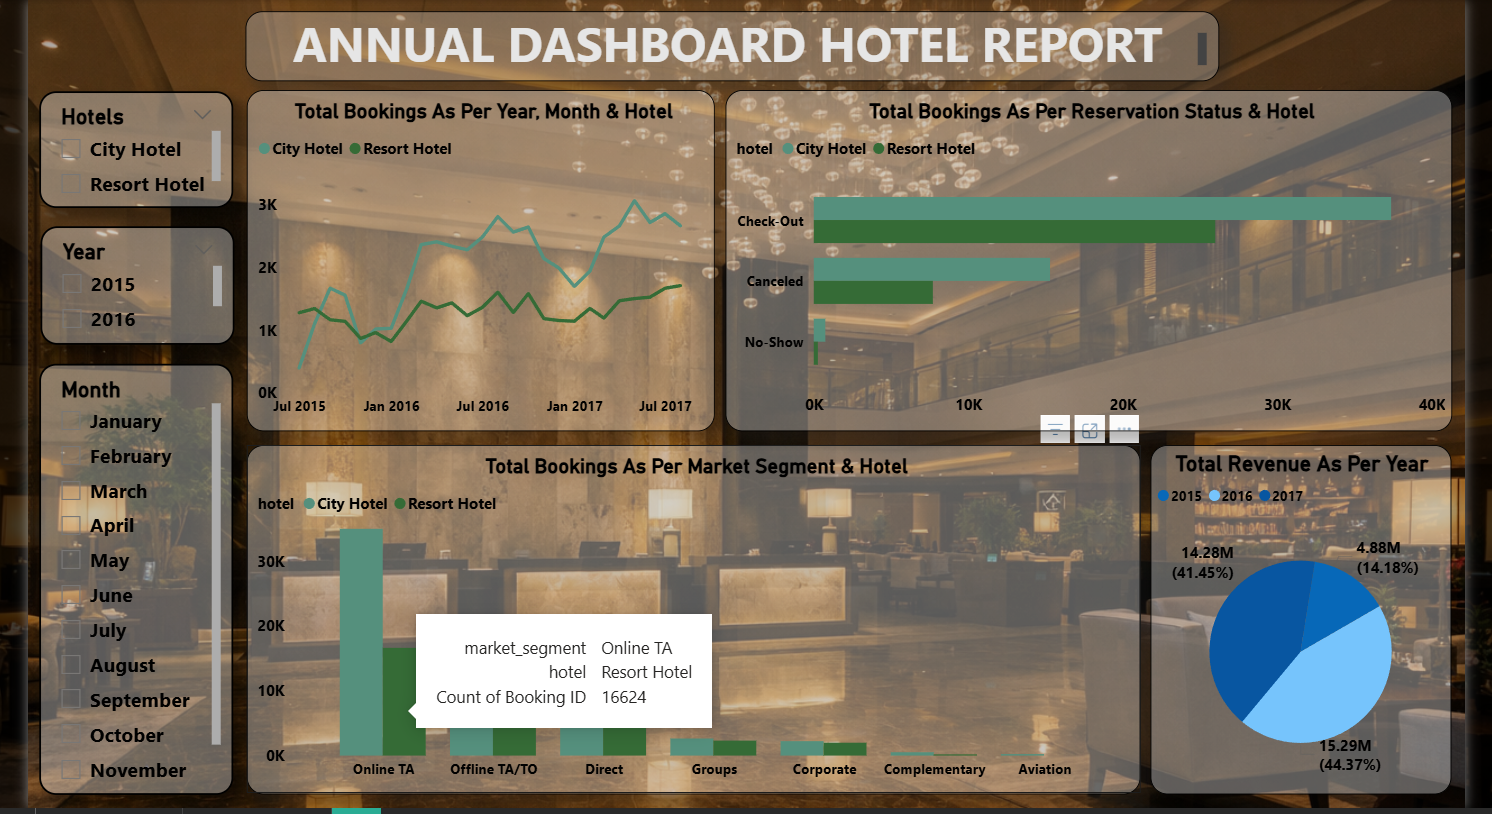 ANNUAL DASHBOARD HOTEL REPORT
Hotels
City Hotel
Resort Hotel
Year
2015
2016
Month
January
February
March
April
May
June
July
August
September
October
November
Total Bookings As Per Year, Month & Hotel
City Hotel Resort Hotel
3K
2K
1K
0K
Jul 2015 Jan 2016 Jul 2016 Jan 2017 Jul 2017
Total Bookings As Per Reservation Status & Hotel
hotel City Hotel Resort Hotel
Check-Out
Canceled
No-Show
0K 10K 20K 30K 40K
Total Bookings As Per Market Segment & Hotel
hotel City Hotel Resort Hotel
30K
20K
10K
0K
market_segment Online TA
hotel Resort Hotel
Count of Booking ID 16624
Online TA Offline TA/TO Direct Groups Corporate Complementary Aviation
Total Revenue As Per Year
2015 2016 2017
14.28M
(41.45%)
4.88M
(14.18%)
15.29M
(44.37%)